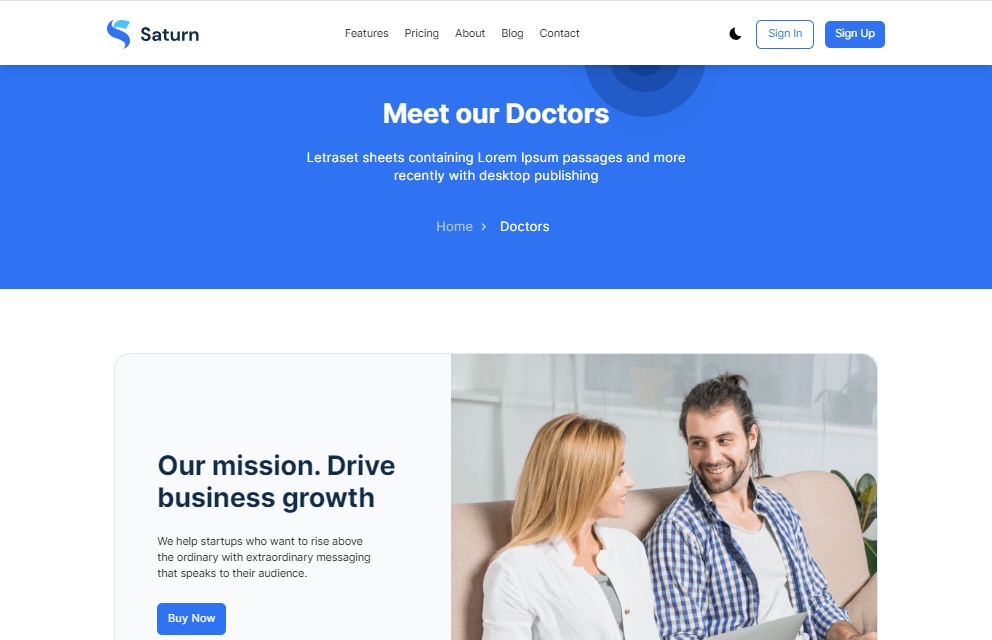 Saturn
Features
Pricing
About
Blog
Contact
Sign In
Sign Up
Meet our Doctors
Letraset sheets containing Lorem Ipsum passages and more
recently with desktop publishing
Home
Doctors
Our mission. Drive
business growth
We help startups who want to rise above
the ordinary with extraordinary messaging
that speaks to their audience.
Buy Now